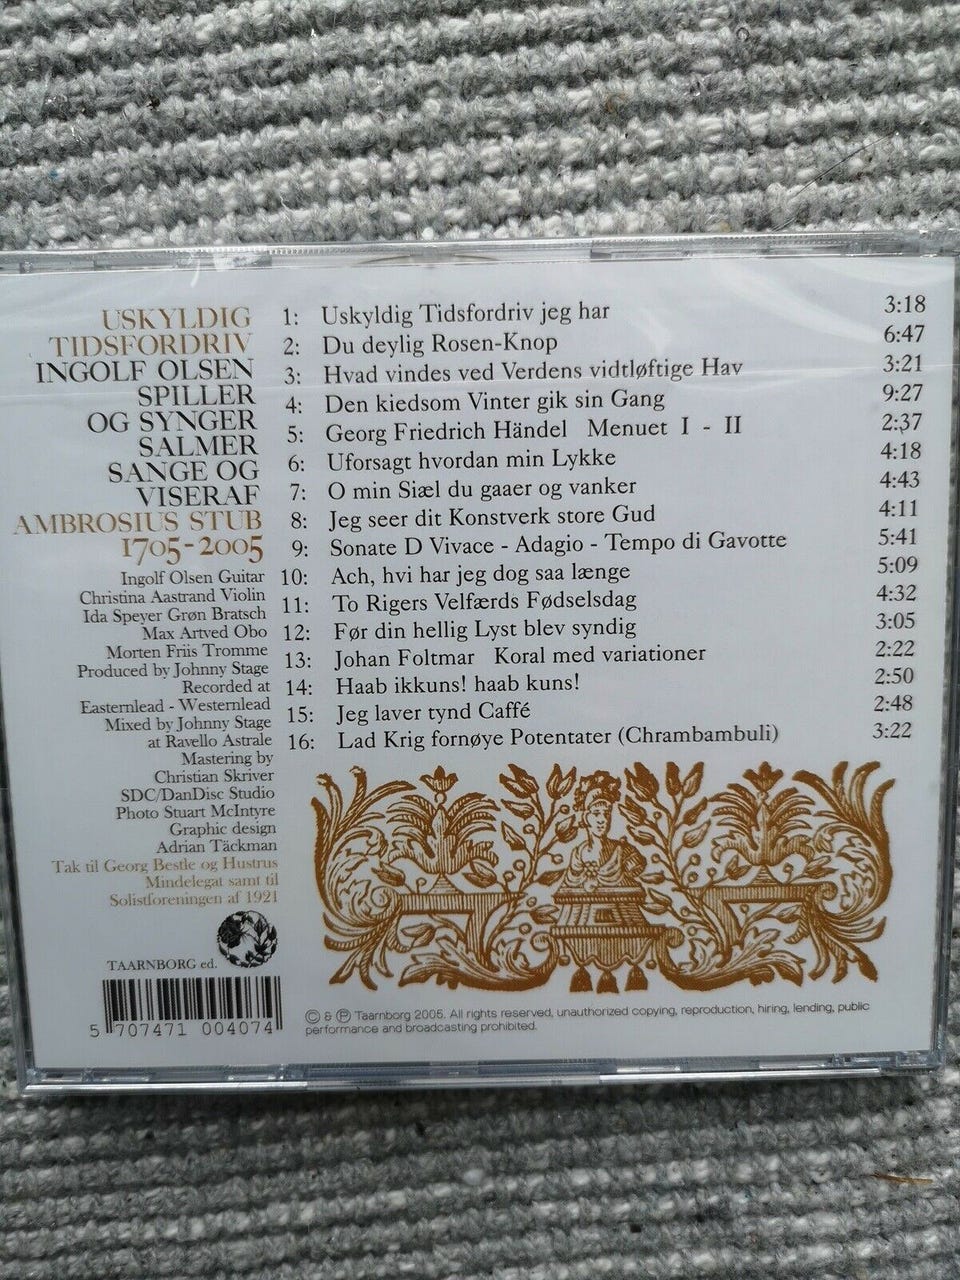 USKYLDIG
TIDSFORDRIV
INGOLF OLSEN
SPILLER
OG SYNGER
SALMER
SANGE OG
VISERAF
AMBROSIUS STUB
1705-2005
Ingolf Olsen Guitar
Christina Aastrand Violin
Ida Speyer Grøn Bratsch
Max Artved Obo
Morten Friis Tromme
Produced by Johnny Stage
Recorded at
Easternlead - Westernlead
Mixed by Johnny Stage
at Ravello Astrale
Mastering by
Christian Skriver
SDC/DanDisc Studio
Photo Stuart McIntyre
Graphic design
Adrian Täckman
Tak til Georg Bestle og Hustrus
Mindelegat samt til
Solistforeningen af 1921
TAARNBORG ed.
5 707471 004074
1: Uskyldig Tidsfordriv jeg har 3:18
2: Du deylig Rosen-Knop 6:47
3: Hvad vindes ved Verdens vidtløftige Hav 3:21
4: Den kiedsom Vinter gik sin Gang 9:27
5: Georg Friedrich Händel Menuet I - II 2:37
6: Uforsagt hvordan min Lykke 4:18
7: O min Siæl du gaaer og vanker 4:43
8: Jeg seer dit Konstverk store Gud 4:11
9: Sonate D Vivace - Adagio - Tempo di Gavotte 5:41
10: Ach, hvi har jeg dog saa længe 5:09
11: To Rigers Velfærds Fødselsdag 4:32
12: Før din hellig Lyst blev syndig 3:05
13: Johan Foltmar Koral med variationer 2:22
14: Haab ikkuns! haab kuns! 2:50
15: Jeg laver tynd Caffé 2:48
16: Lad Krig fornøye Potentater (Chrambambuli) 3:22
© & ℗ Taarnborg 2005. All rights reserved, unauthorized copying, reproduction, hiring, lending, public
performance and broadcasting prohibited.